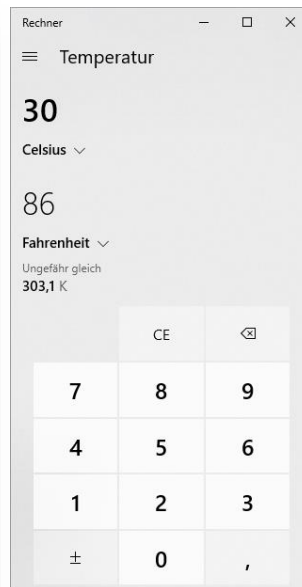 Rechner
Temperatur
30
Celsius
86
Fahrenheit
Ungefähr gleich
303,1 K
CE
7 8 9
4 5 6
1 2 3
± 0 ,